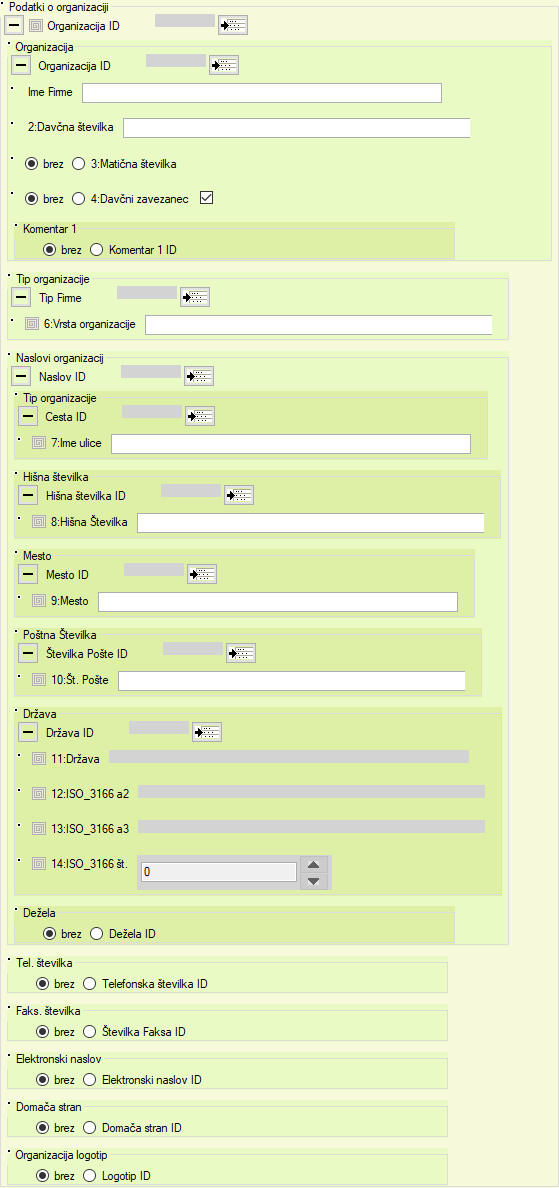 Podatki o organizaciji
Organizacija ID
Organizacija
Organizacija ID
Ime Firme
2:Davčna številka
brez 3:Matična številka
brez 4:Davčni zavezanec
Komentar 1
brez Komentar 1 ID
Tip organizacije
Tip Firme
6:Vrsta organizacije
Naslovi organizacij
Naslov ID
Tip organizacije
Cesta ID
7:Ime ulice
Hišna številka
Hišna številka ID
8:Hišna Številka
Mesto
Mesto ID
9:Mesto
Poštna Številka
Številka Pošte ID
10:Št. Pošte
Država
Država ID
11:Država
12:ISO_3166 a2
13:ISO_3166 a3
14:ISO_3166 št. 0
Dežela
brez Dežela ID
Tel. številka
brez Telefonska številka ID
Faks. številka
brez Številka Faksa ID
Elektronski naslov
brez Elektronski naslov ID
Domača stran
brez Domača stran ID
Organizacija logotip
brez Logotip ID